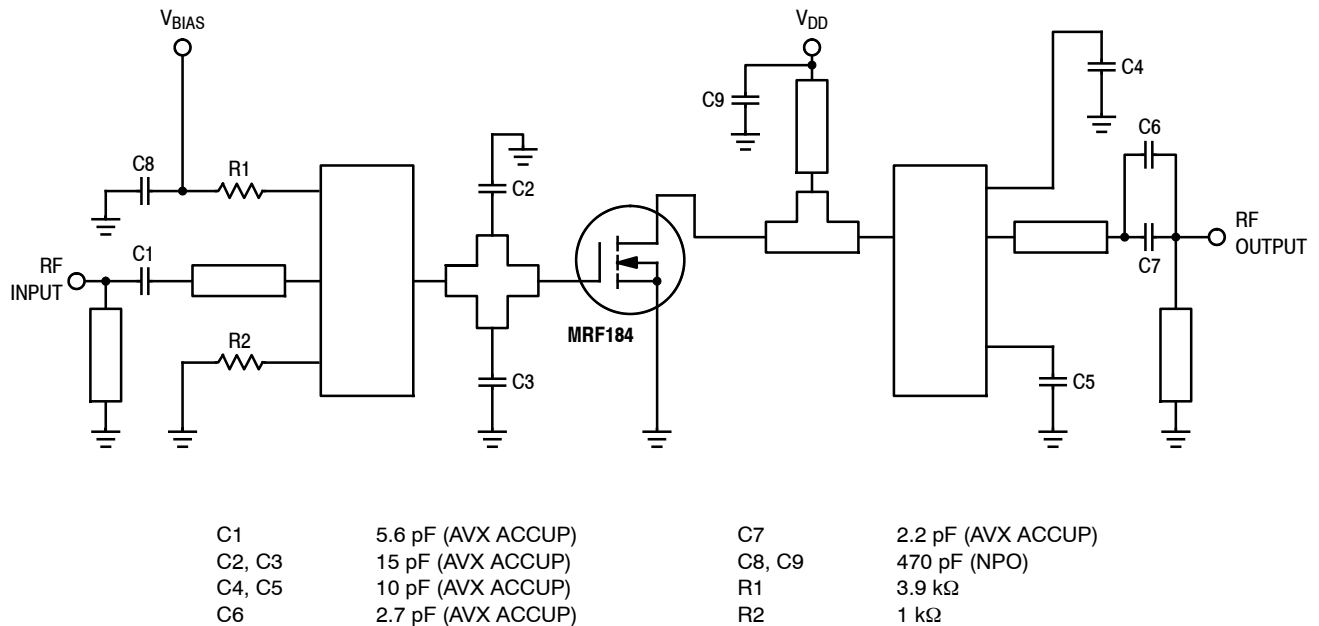 V_BIAS
V_DD
C4
C9
C6
C8
R1
C2
C1
RF
INPUT
RF
OUTPUT
C7
MRF184
R2
C3
C5
C1 5.6 pF (AVX ACCUP) C7 2.2 pF (AVX ACCUP)
C2, C3 15 pF (AVX ACCUP) C8, C9 470 pF (NPO)
C4, C5 10 pF (AVX ACCUP) R1 3.9 kΩ
C6 2.7 pF (AVX ACCUP) R2 1 kΩ